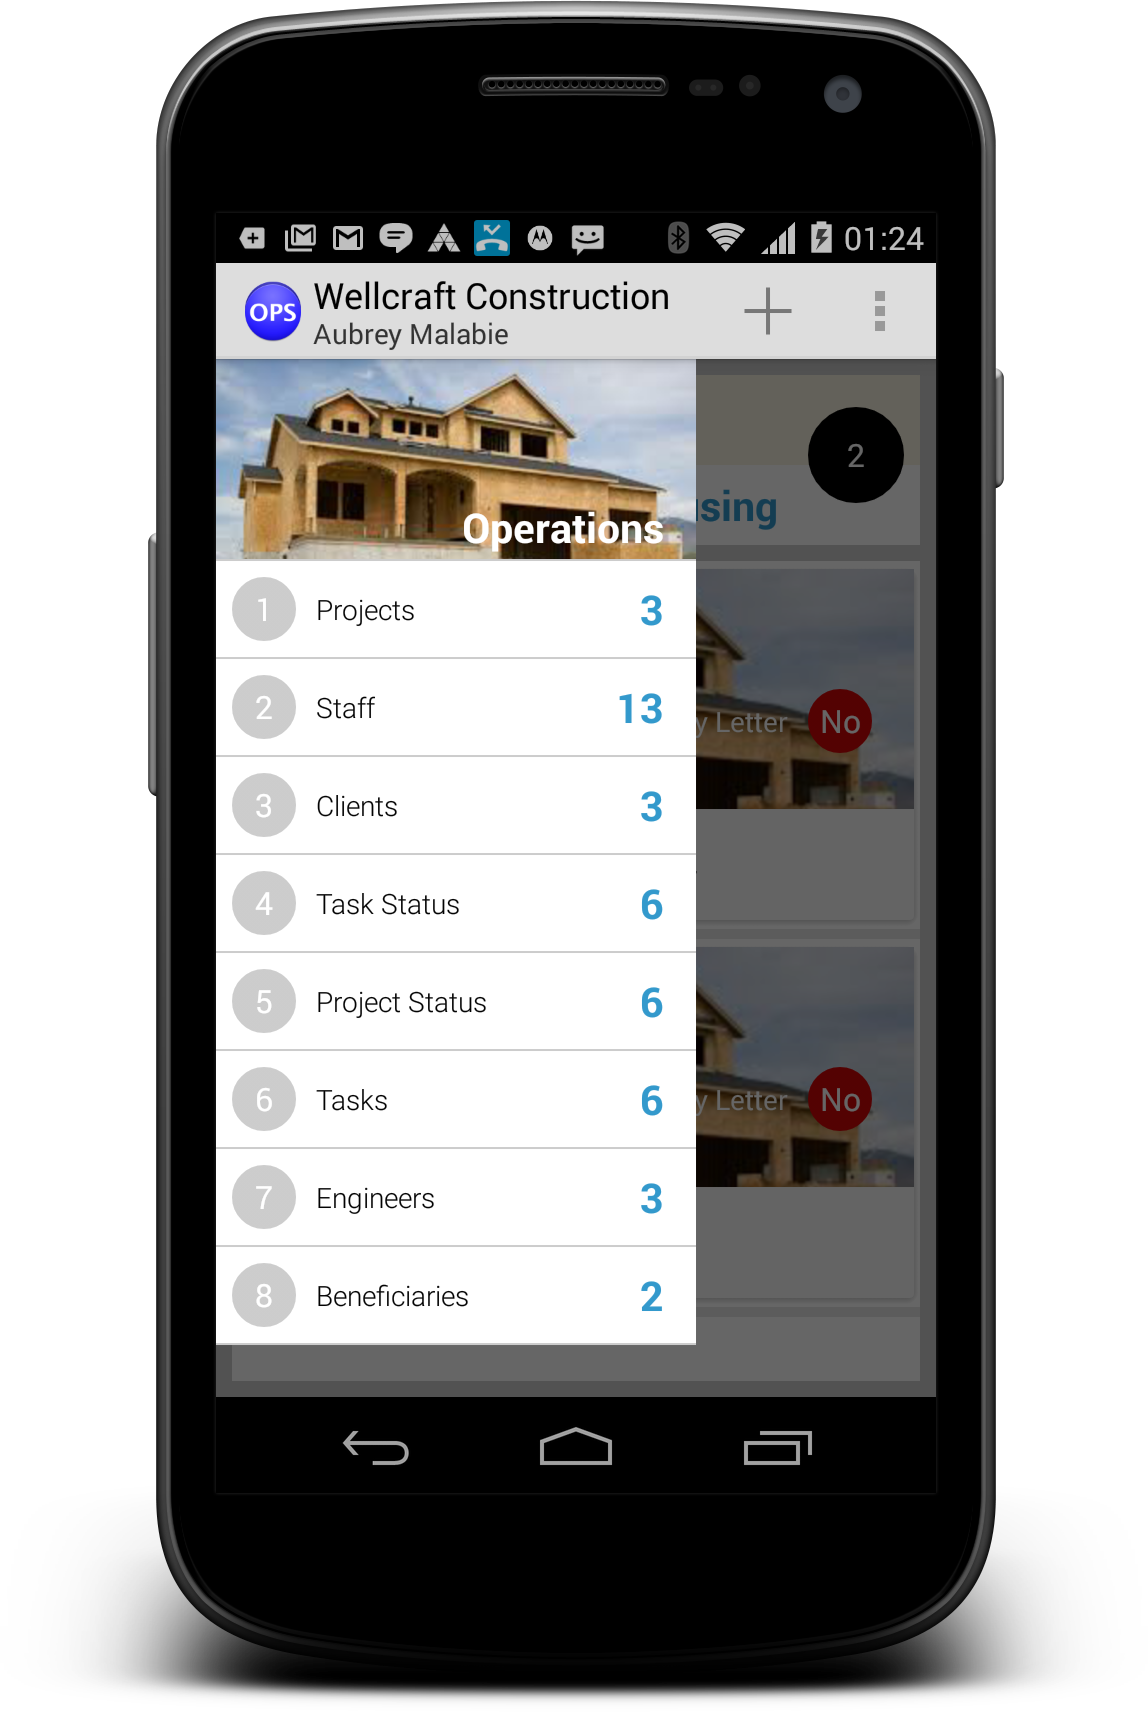 01:24
OPS
Wellcraft Construction
Aubrey Malabie
2
Operations
1 Projects 3
2 Staff 13
3 Clients 3
4 Task Status 6
5 Project Status 6
6 Tasks 6
7 Engineers 3
8 Beneficiaries 2
Letter No
Letter No